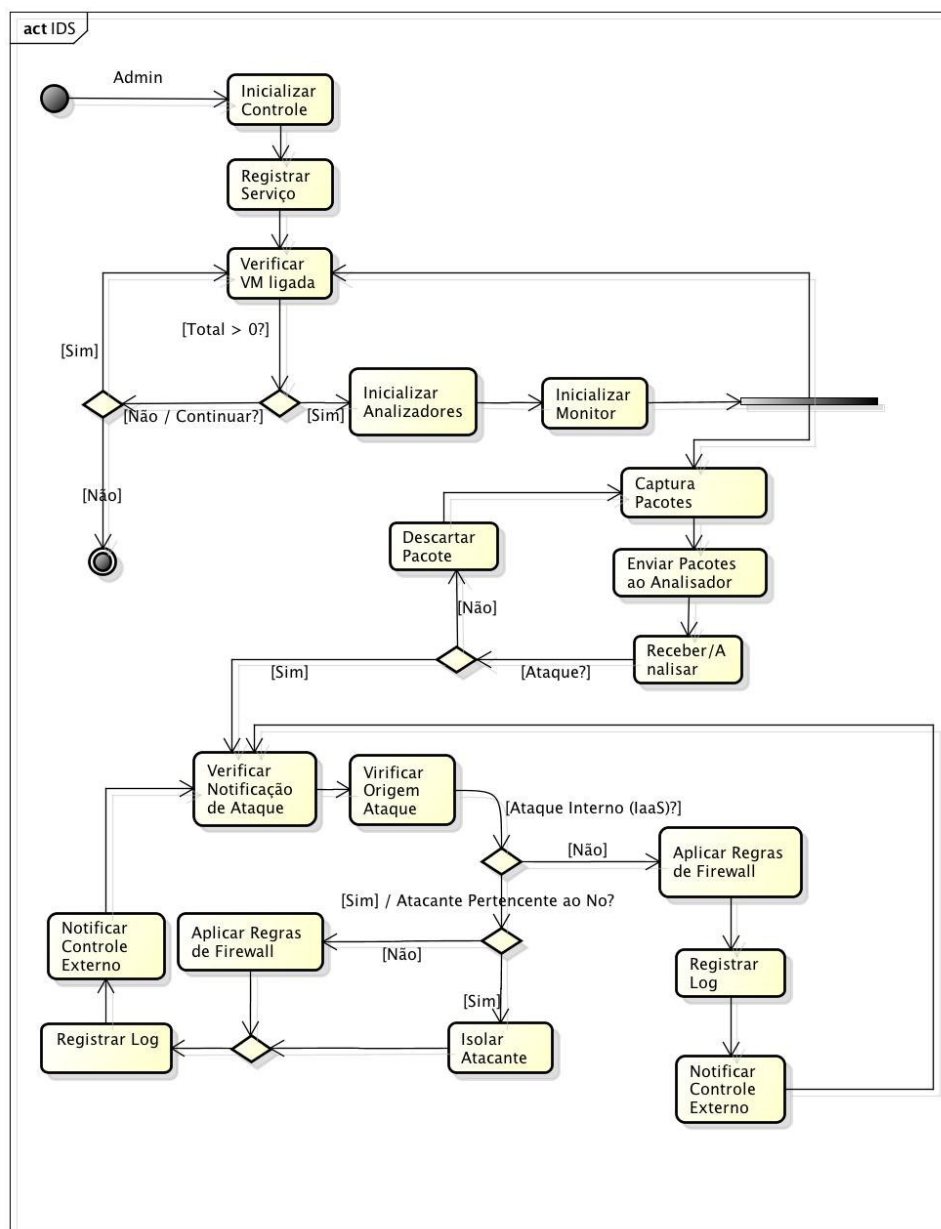 act IDS
Admin
Inicializar
Controle
Registrar
Serviço
Verificar
VM ligada
[Total > 0?]
[Sim]
[Não / Continuar?]
[Sim]
Inicializar
Analizadores
Inicializar
Monitor
[Não]
Captura
Pacotes
Descartar
Pacote
Enviar Pacotes
ao Analisador
[Não]
Receber/A
nalisar
[Ataque?]
[Sim]
Verificar
Notificação
de Ataque
Virificar
Origem
Ataque
[Ataque Interno (IaaS)?]
[Não]
Aplicar Regras
de Firewall
[Sim] / Atacante Pertencente ao No?
Notificar
Controle
Externo
Aplicar Regras
de Firewall
[Não]
Registrar
Log
[Sim]
Registrar Log
Isolar
Atacante
Notificar
Controle
Externo